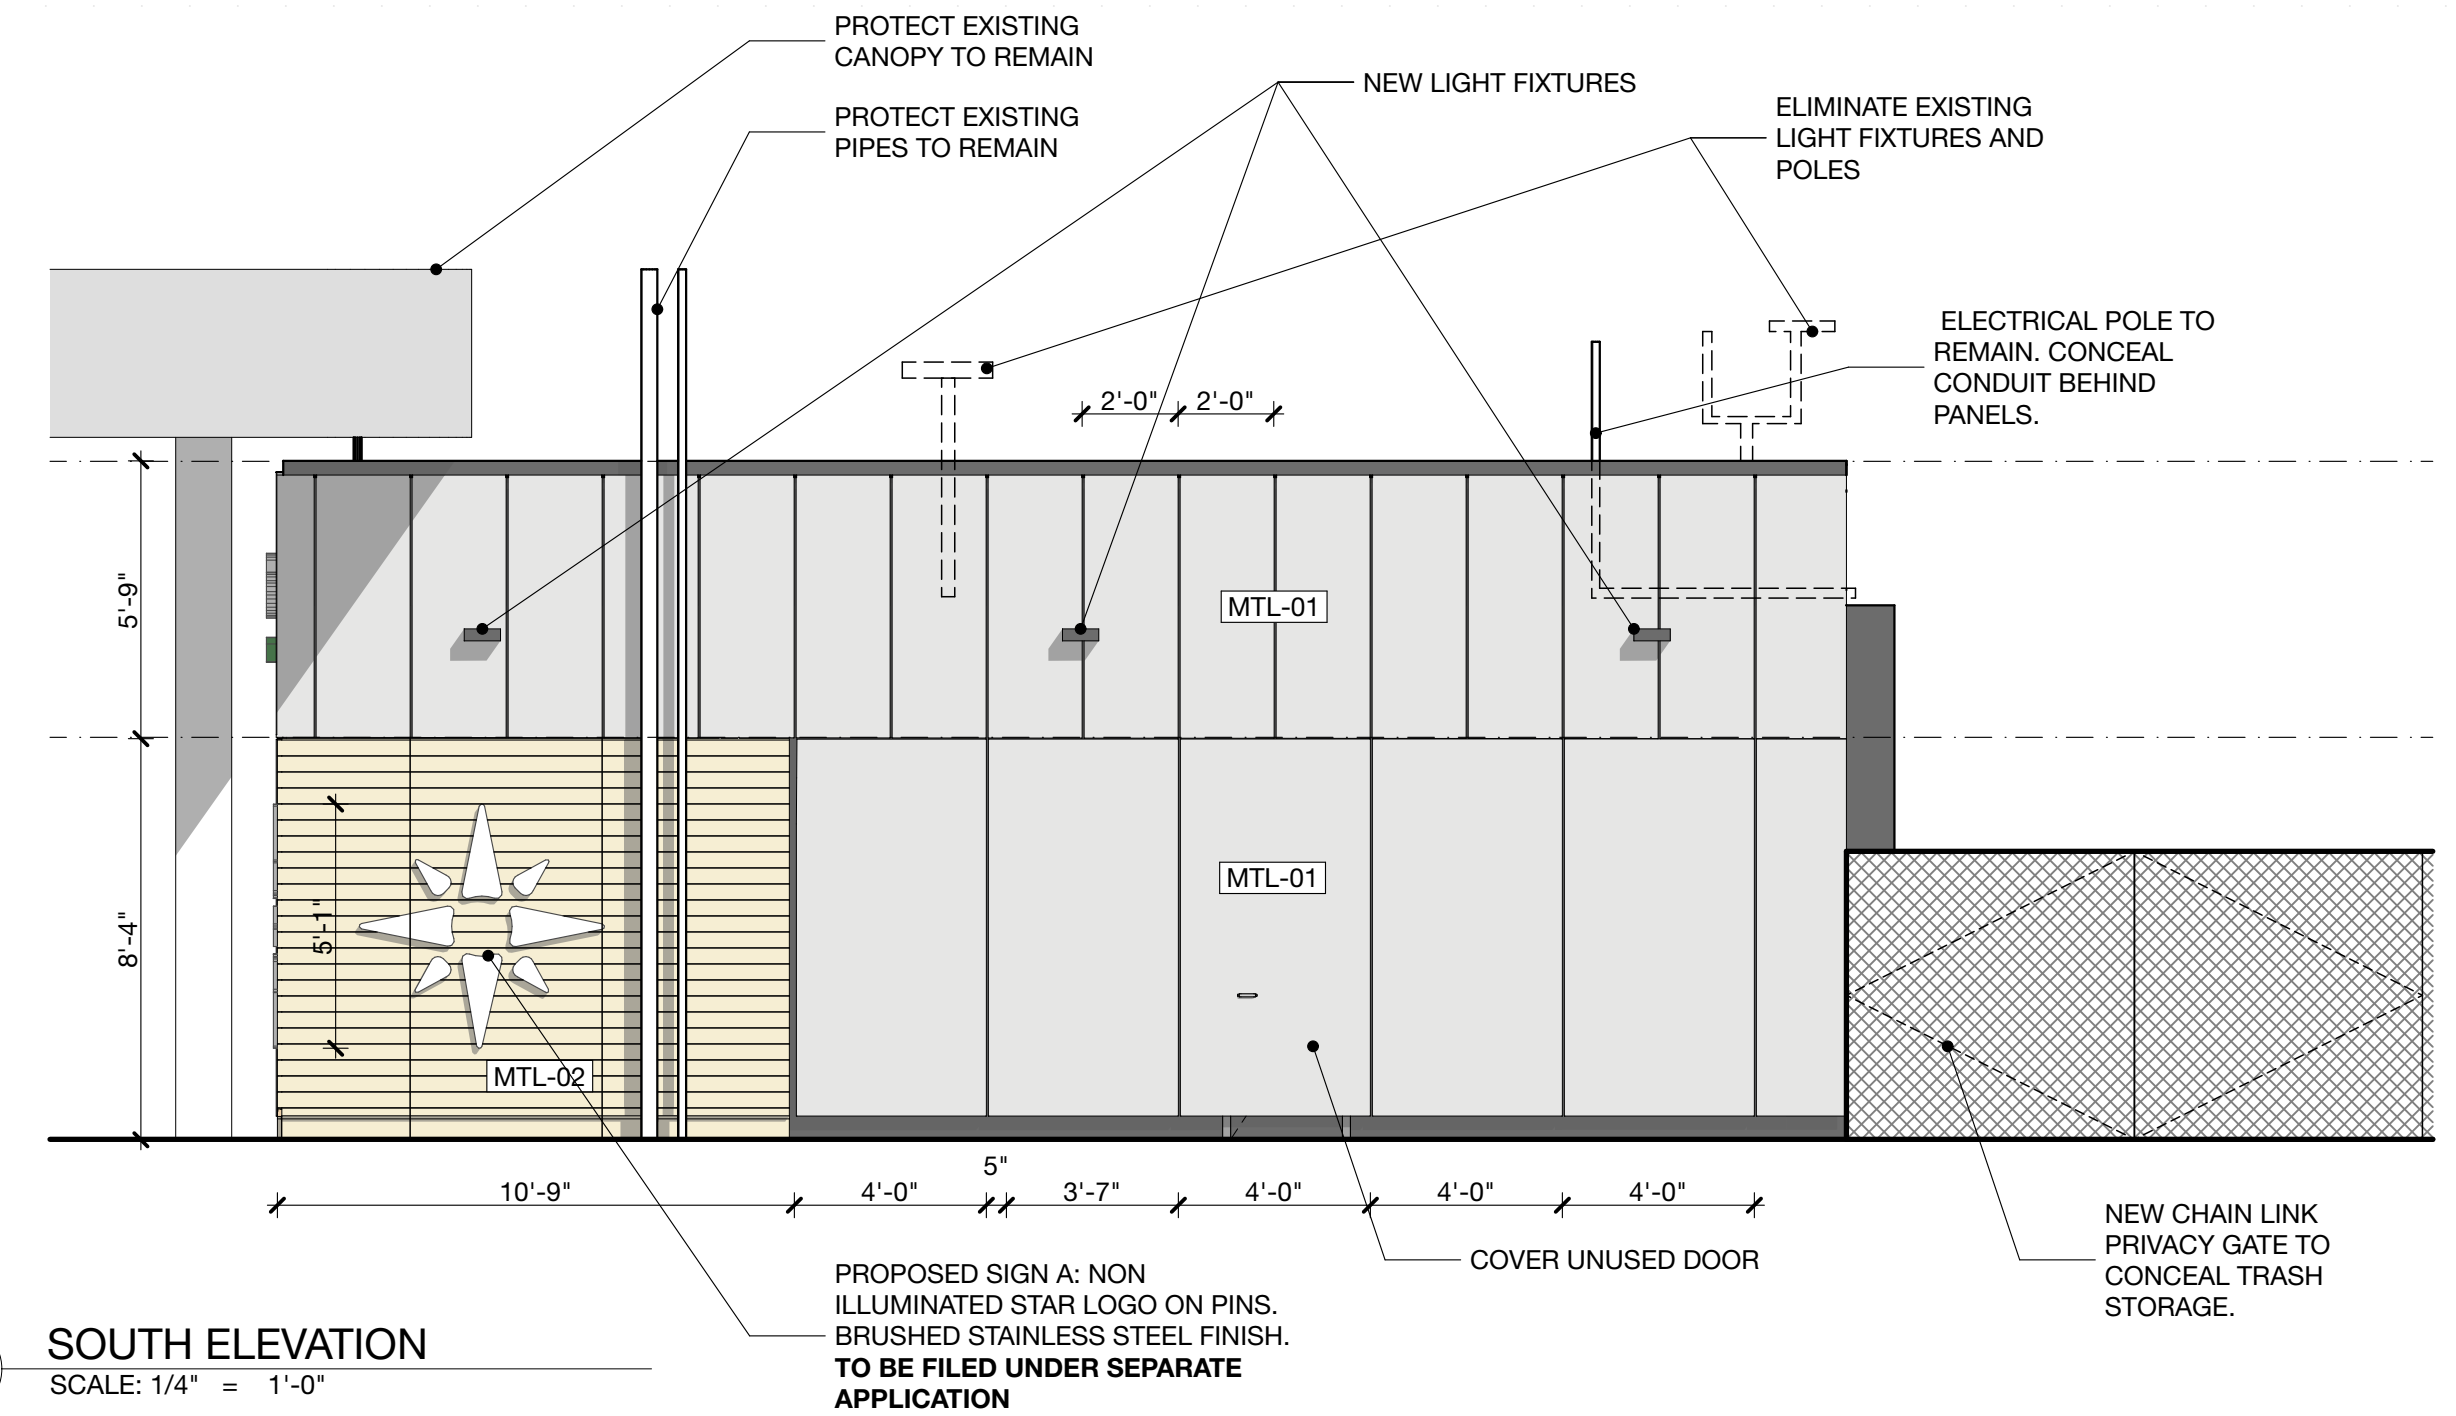 PROTECT EXISTING
CANOPY TO REMAIN
PROTECT EXISTING
PIPES TO REMAIN
NEW LIGHT FIXTURES
ELIMINATE EXISTING
LIGHT FIXTURES AND
POLES
ELECTRICAL POLE TO
REMAIN. CONCEAL
CONDUIT BEHIND
PANELS.
2'-0" 2'-0"
5'-9"
MTL-01
8'-4"
5'-1"
MTL-01
MTL-02
5"
10'-9" 4'-0" 3'-7" 4'-0" 4'-0" 4'-0"
COVER UNUSED DOOR
NEW CHAIN LINK
PRIVACY GATE TO
CONCEAL TRASH
STORAGE.
PROPOSED SIGN A: NON
ILLUMINATED STAR LOGO ON PINS.
BRUSHED STAINLESS STEEL FINISH.
TO BE FILED UNDER SEPARATE
APPLICATION
SOUTH ELEVATION
SCALE: 1/4" = 1'-0"